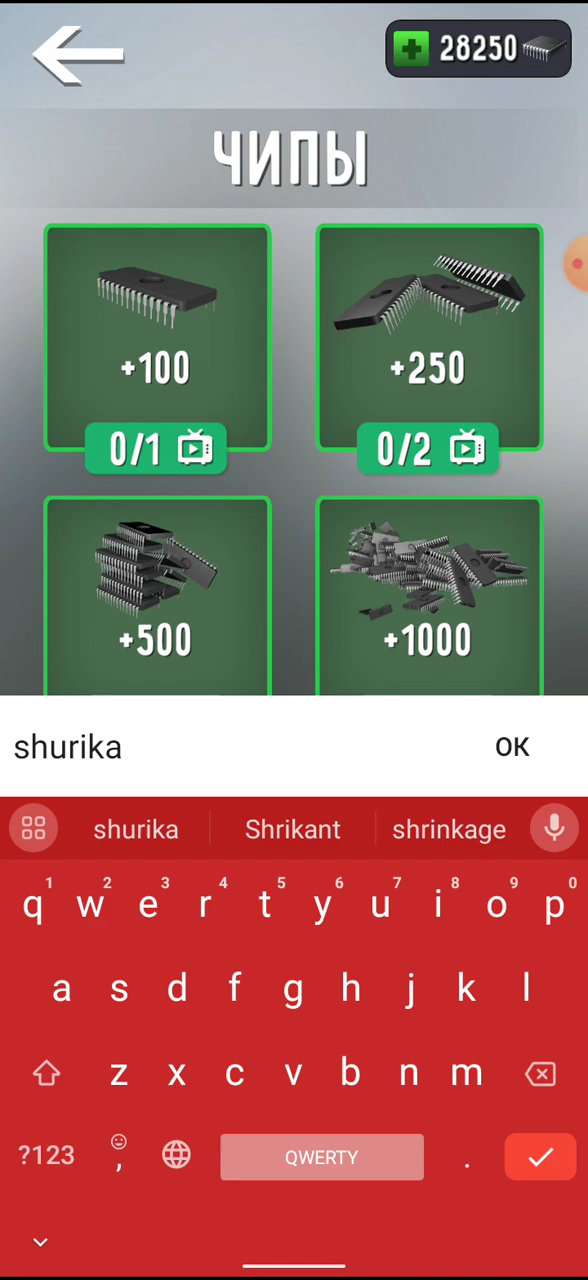 28250
ЧИПЫ
+100
+250
0/1
0/2
+500
+1000
shurika
ОК
shurika
Shrikant
shrinkage
1 2 3 4 5 6 7 8 9 0
q w e r t y u i o p
a s d f g h j k l
z x c v b n m
?123
,
QWERTY
.